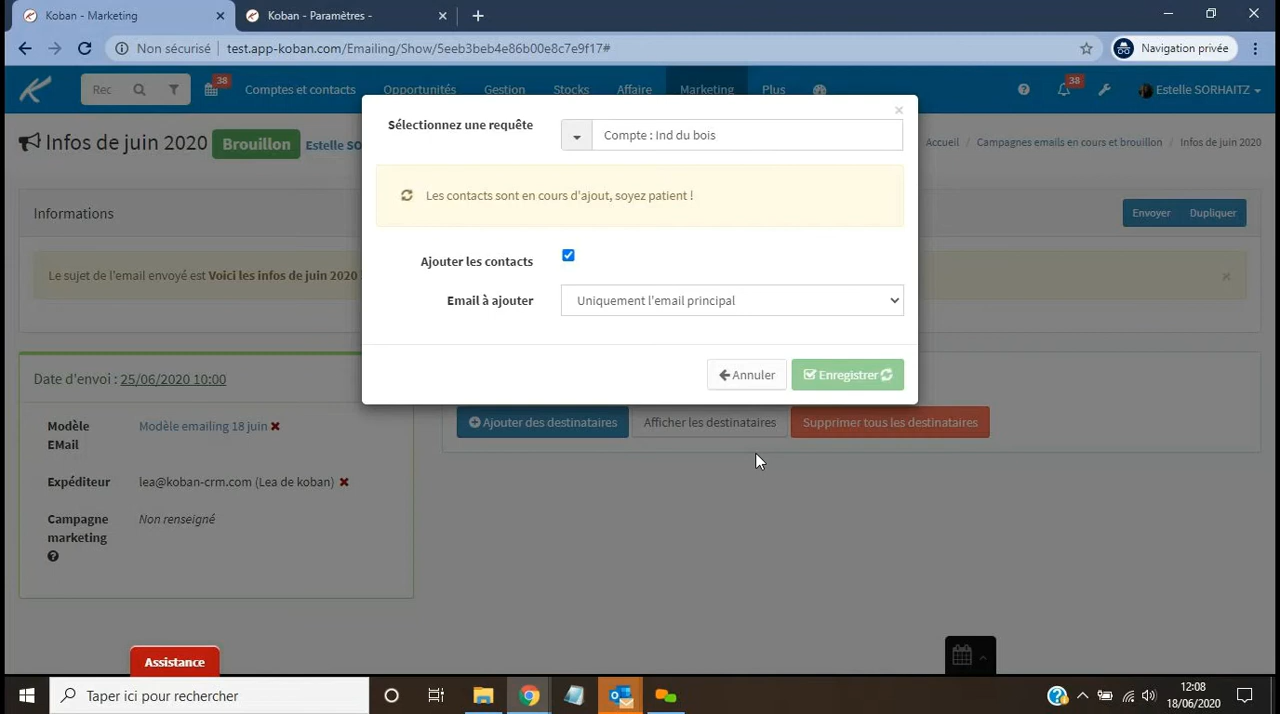 Koban - Marketing
Koban - Paramètres -
Non sécurisé
test.app-koban.com/Emailing/Show/5eeb3beb4e86b00e8c7e9f17#
Navigation privée
Rec
38
Comptes et contacts
Opportunités
Gestion
Stocks
Affaire
Marketing
Plus
38
Estelle SORHAITZ
Infos de juin 2020
Brouillon
Estelle SO
Accueil
Campagnes emails en cours et brouillon
Infos de juin 2020
Sélectionnez une requête
Compte : Ind du bois
×
Les contacts sont en cours d'ajout, soyez patient !
Ajouter les contacts
Email à ajouter
Uniquement l'email principal
Annuler
Enregistrer
Informations
Envoyer
Dupliquer
Le sujet de l'email envoyé est Voici les infos de juin 2020
×
Date d'envoi : 25/06/2020 10:00
Modèle EMail
Modèle emailing 18 juin
Expéditeur
lea@koban-crm.com (Lea de koban)
Campagne marketing
Non renseigné
Ajouter des destinataires
Afficher les destinataires
Supprimer tous les destinataires
Assistance
Taper ici pour rechercher
12:08
18/06/2020